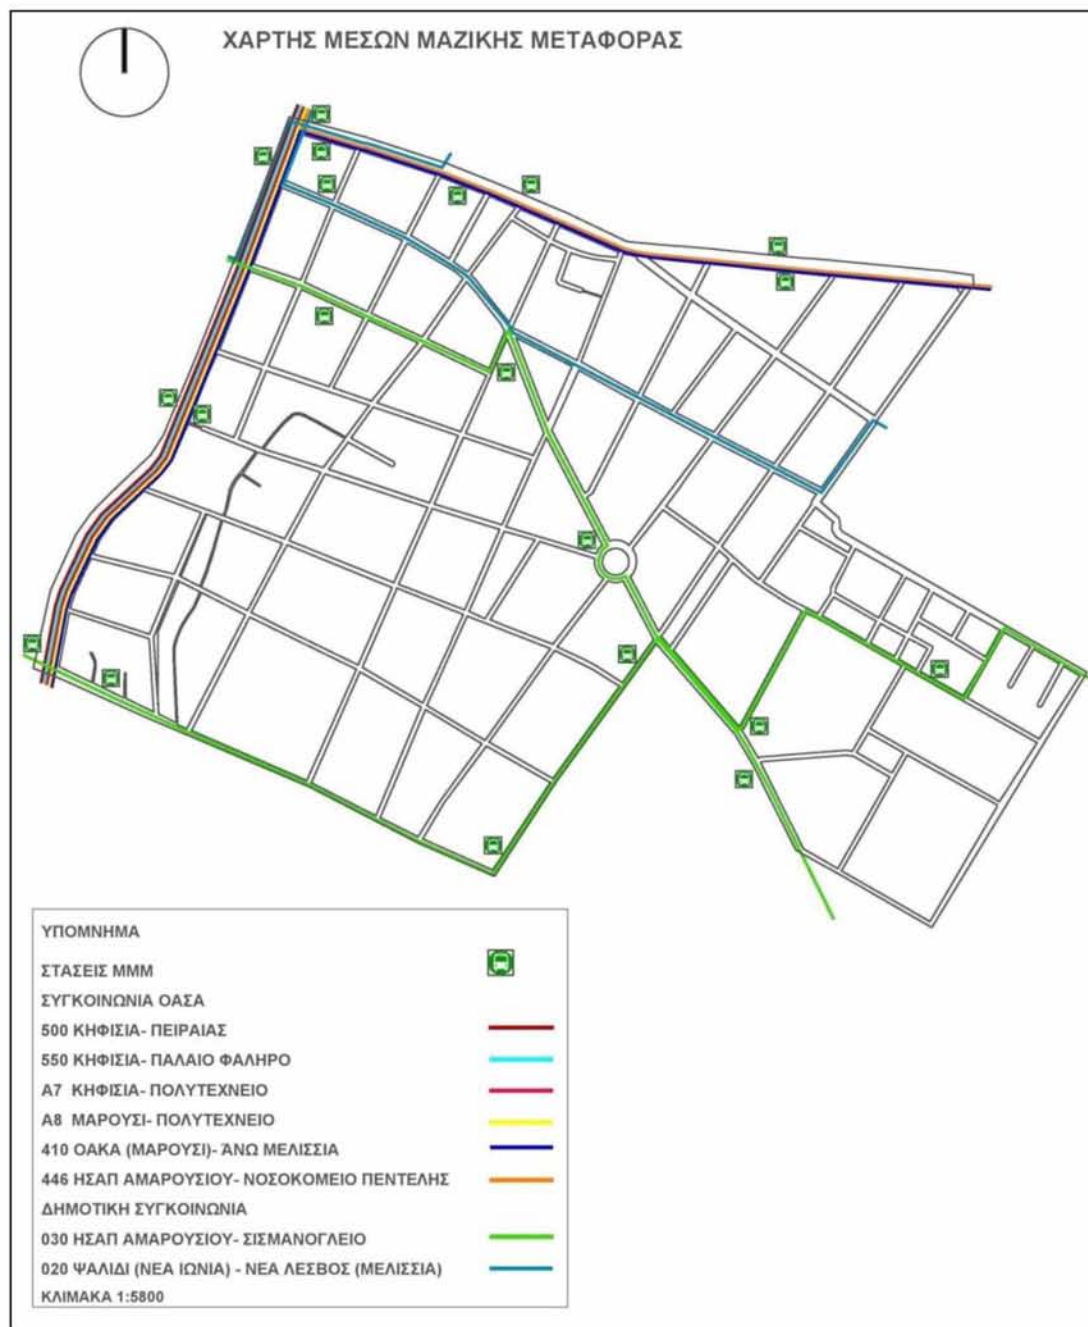 ΧΑΡΤΗΣ ΜΕΣΩΝ ΜΑΖΙΚΗΣ ΜΕΤΑΦΟΡΑΣ
ΥΠΟΜΝΗΜΑ
ΣΤΑΣΕΙΣ ΜΜΜ
ΣΥΓΚΟΙΝΩΝΙΑ ΟΑΣΑ
500 ΚΗΦΙΣΙΑ- ΠΕΙΡΑΙΑΣ
550 ΚΗΦΙΣΙΑ- ΠΑΛΑΙΟ ΦΑΛΗΡΟ
Α7 ΚΗΦΙΣΙΑ- ΠΟΛΥΤΕΧΝΕΙΟ
Α8 ΜΑΡΟΥΣΙ- ΠΟΛΥΤΕΧΝΕΙΟ
410 ΟΑΚΑ (ΜΑΡΟΥΣΙ)- ΆΝΩ ΜΕΛΙΣΣΙΑ
446 ΗΣΑΠ ΑΜΑΡΟΥΣΙΟΥ- ΝΟΣΟΚΟΜΕΙΟ ΠΕΝΤΕΛΗΣ
ΔΗΜΟΤΙΚΗ ΣΥΓΚΟΙΝΩΝΙΑ
030 ΗΣΑΠ ΑΜΑΡΟΥΣΙΟΥ- ΣΙΣΜΑΝΟΓΛΕΙΟ
020 ΨΑΛΙΔΙ (ΝΕΑ ΙΩΝΙΑ) - ΝΕΑ ΛΕΣΒΟΣ (ΜΕΛΙΣΣΙΑ)
ΚΛΙΜΑΚΑ 1:5800